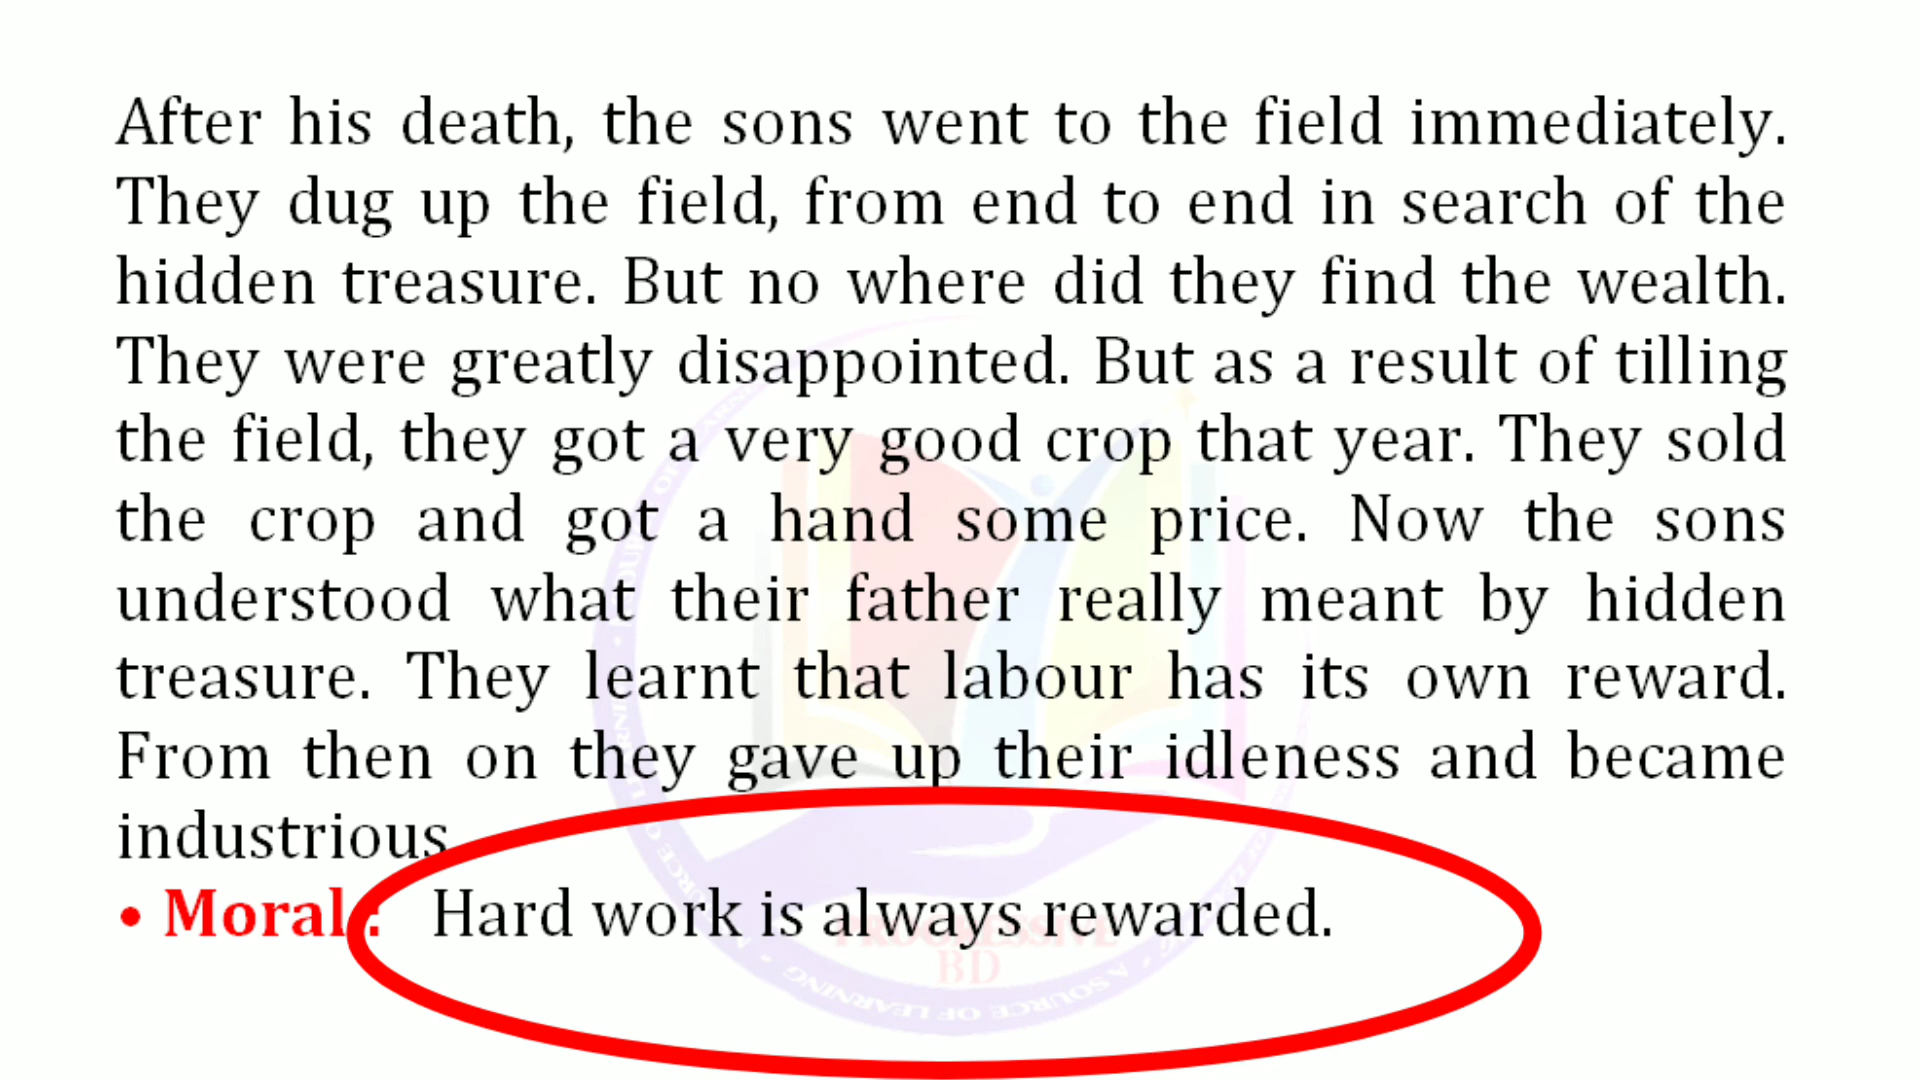 After his death, the sons went to the field immediately.
They dug up the field, from end to end in search of the
hidden treasure. But no where did they find the wealth.
They were greatly disappointed. But as a result of tilling
the field, they got a very good crop that year. They sold
the crop and got a hand some price. Now the sons
understood what their father really meant by hidden
treasure. They learnt that labour has its own reward.
From then on they gave up their idleness and became
industrious
• Moral : Hard work is always rewarded.
PROGRESSIVE
BD
A SOURCE OF LEARNING